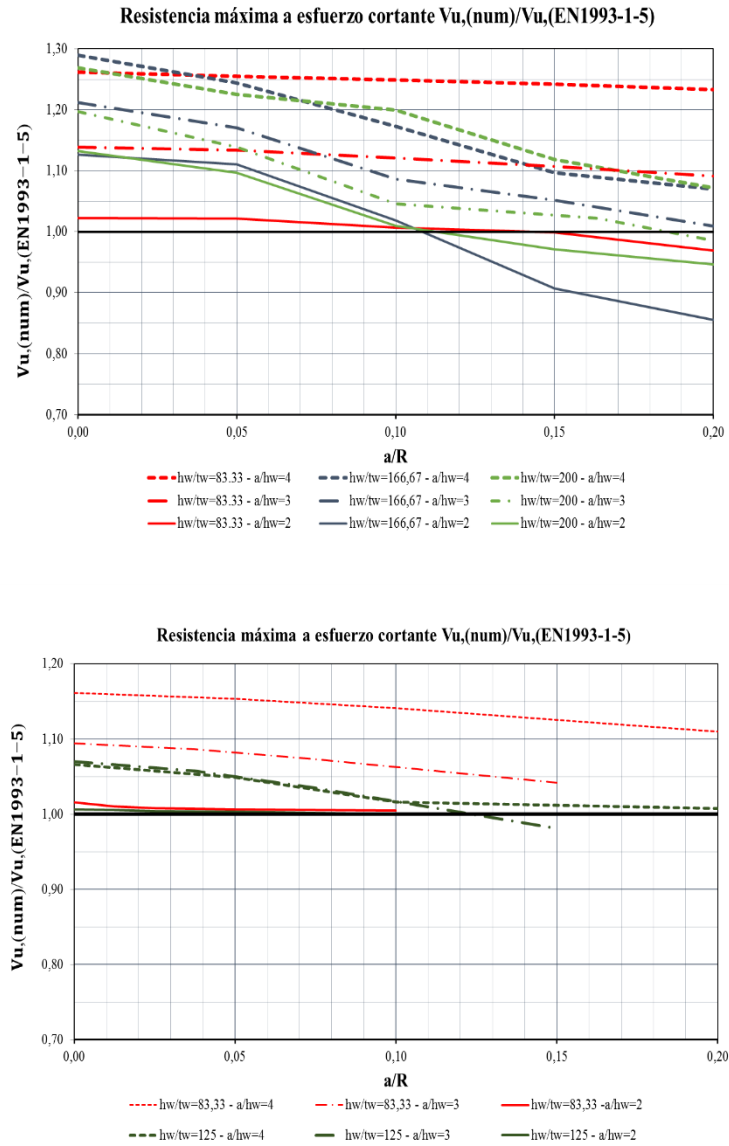 Resistencia máxima a esfuerzo cortante Vu,(num)/Vu,(EN1993-1-5)
Vu,(num)/Vu,(EN1993−1−5)
1,30
1,20
1,10
1,00
0,90
0,80
0,70
0,00 0,05 0,10 0,15 0,20
a/R
hw/tw=83.33 - a/hw=4 hw/tw=166,67 - a/hw=4 hw/tw=200 - a/hw=4
hw/tw=83.33 - a/hw=3 hw/tw=166,67 - a/hw=3 hw/tw=200 - a/hw=3
hw/tw=83.33 - a/hw=2 hw/tw=166,67 - a/hw=2 hw/tw=200 - a/hw=2
Resistencia máxima a esfuerzo cortante Vu,(num)/Vu,(EN1993-1-5)
Vu,(num)/Vu,(EN1993−1−5)
1,20
1,10
1,00
0,90
0,80
0,70
0,00 0,05 0,10 0,15 0,20
a/R
hw/tw=83,33 - a/hw=4 hw/tw=83,33 - a/hw=3 hw/tw=83,33 - a/hw=2
hw/tw=125 - a/hw=4 hw/tw=125 - a/hw=3 hw/tw=125 - a/hw=2